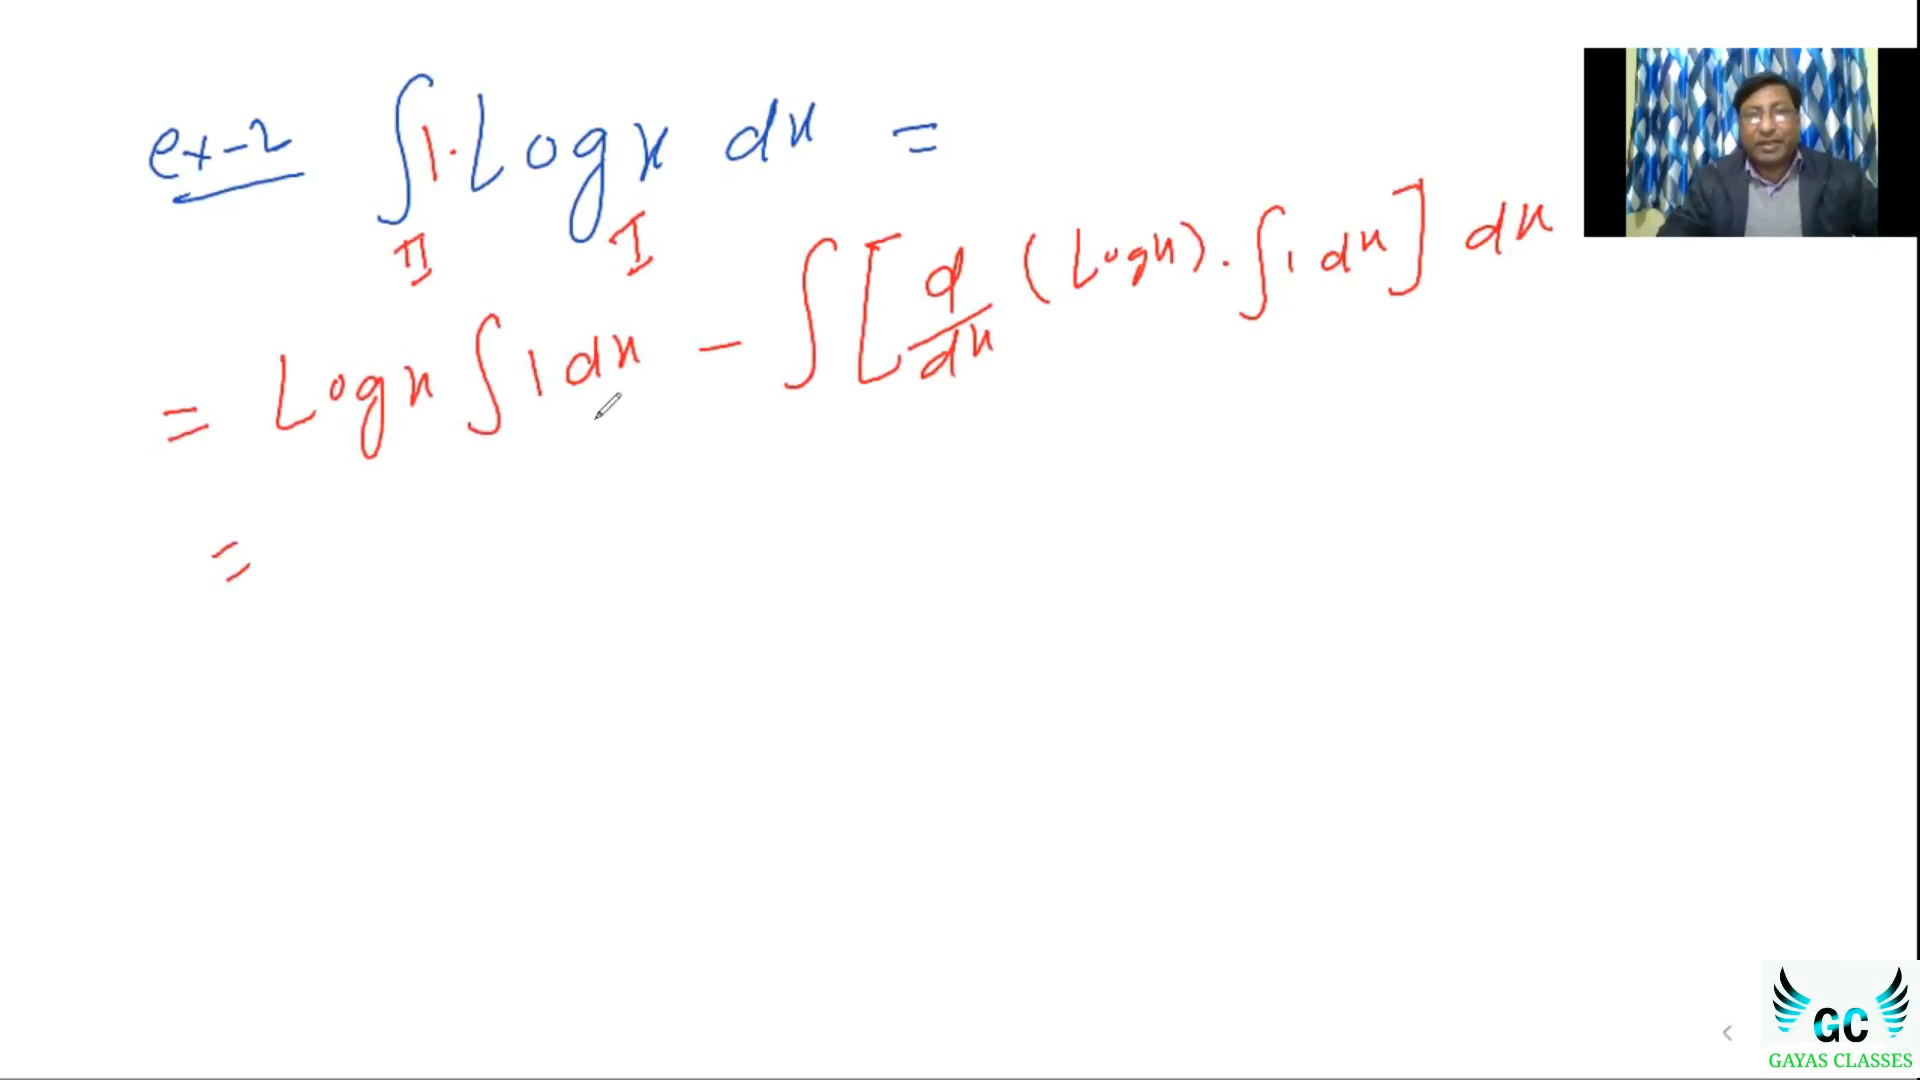 ex-2 ∫1·Logx dx =
II I
= Logx ∫1dx - ∫[d/dx (Logx)·∫1dx] dx
=
<
GC
GAYAS CLASSES